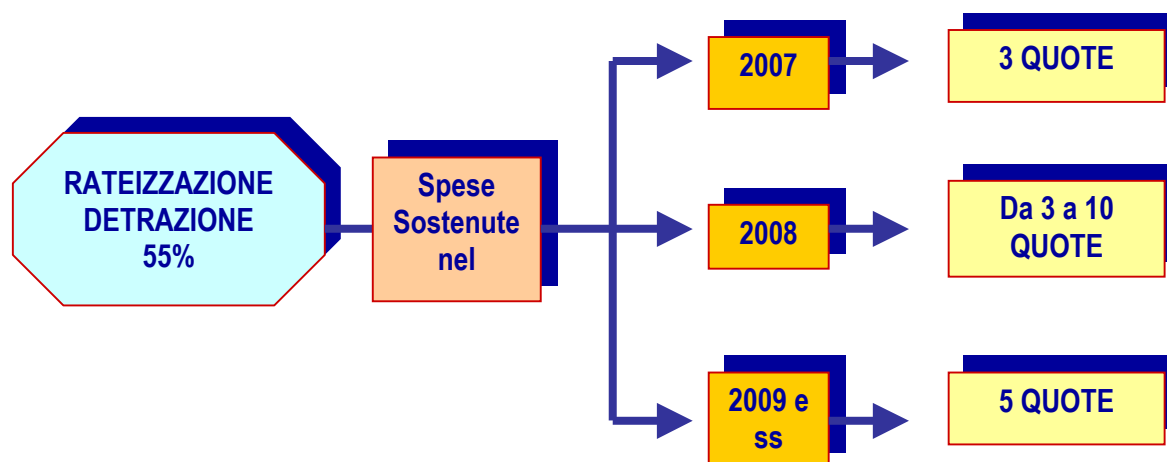 RATEIZZAZIONE
DETRAZIONE
55%
Spese
Sostenute
nel
2007
3 QUOTE
2008
Da 3 a 10
QUOTE
2009 e
ss
5 QUOTE